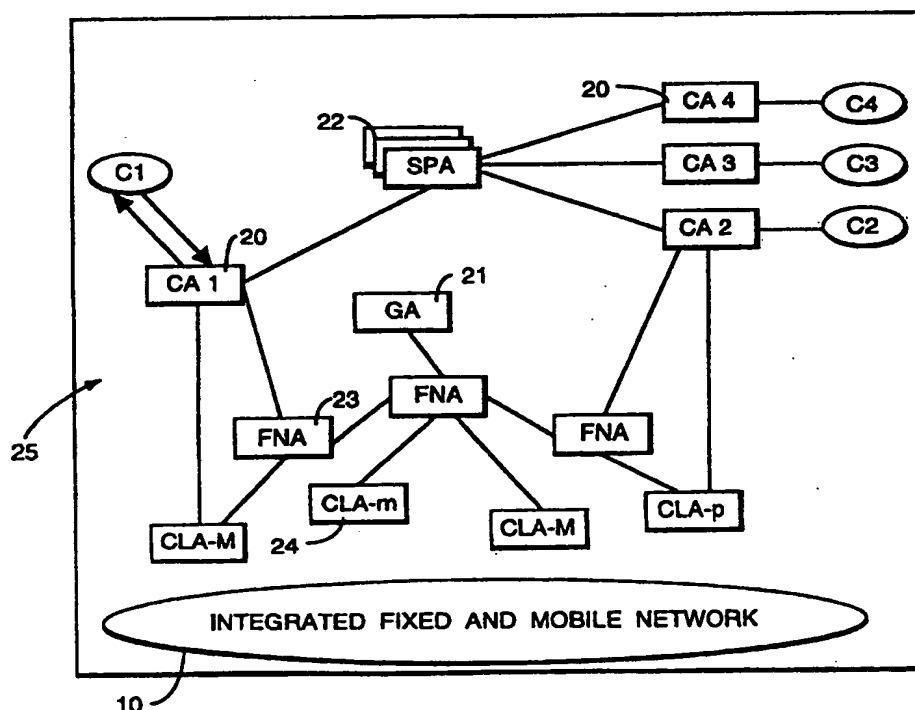 20
CA 4
C4
22
SPA
CA 3
C3
C1
CA 2
C2
20
CA 1
21
GA
FNA
23
FNA
FNA
25
CLA-m
CLA-p
CLA-M
24
CLA-M
INTEGRATED FIXED AND MOBILE NETWORK
10